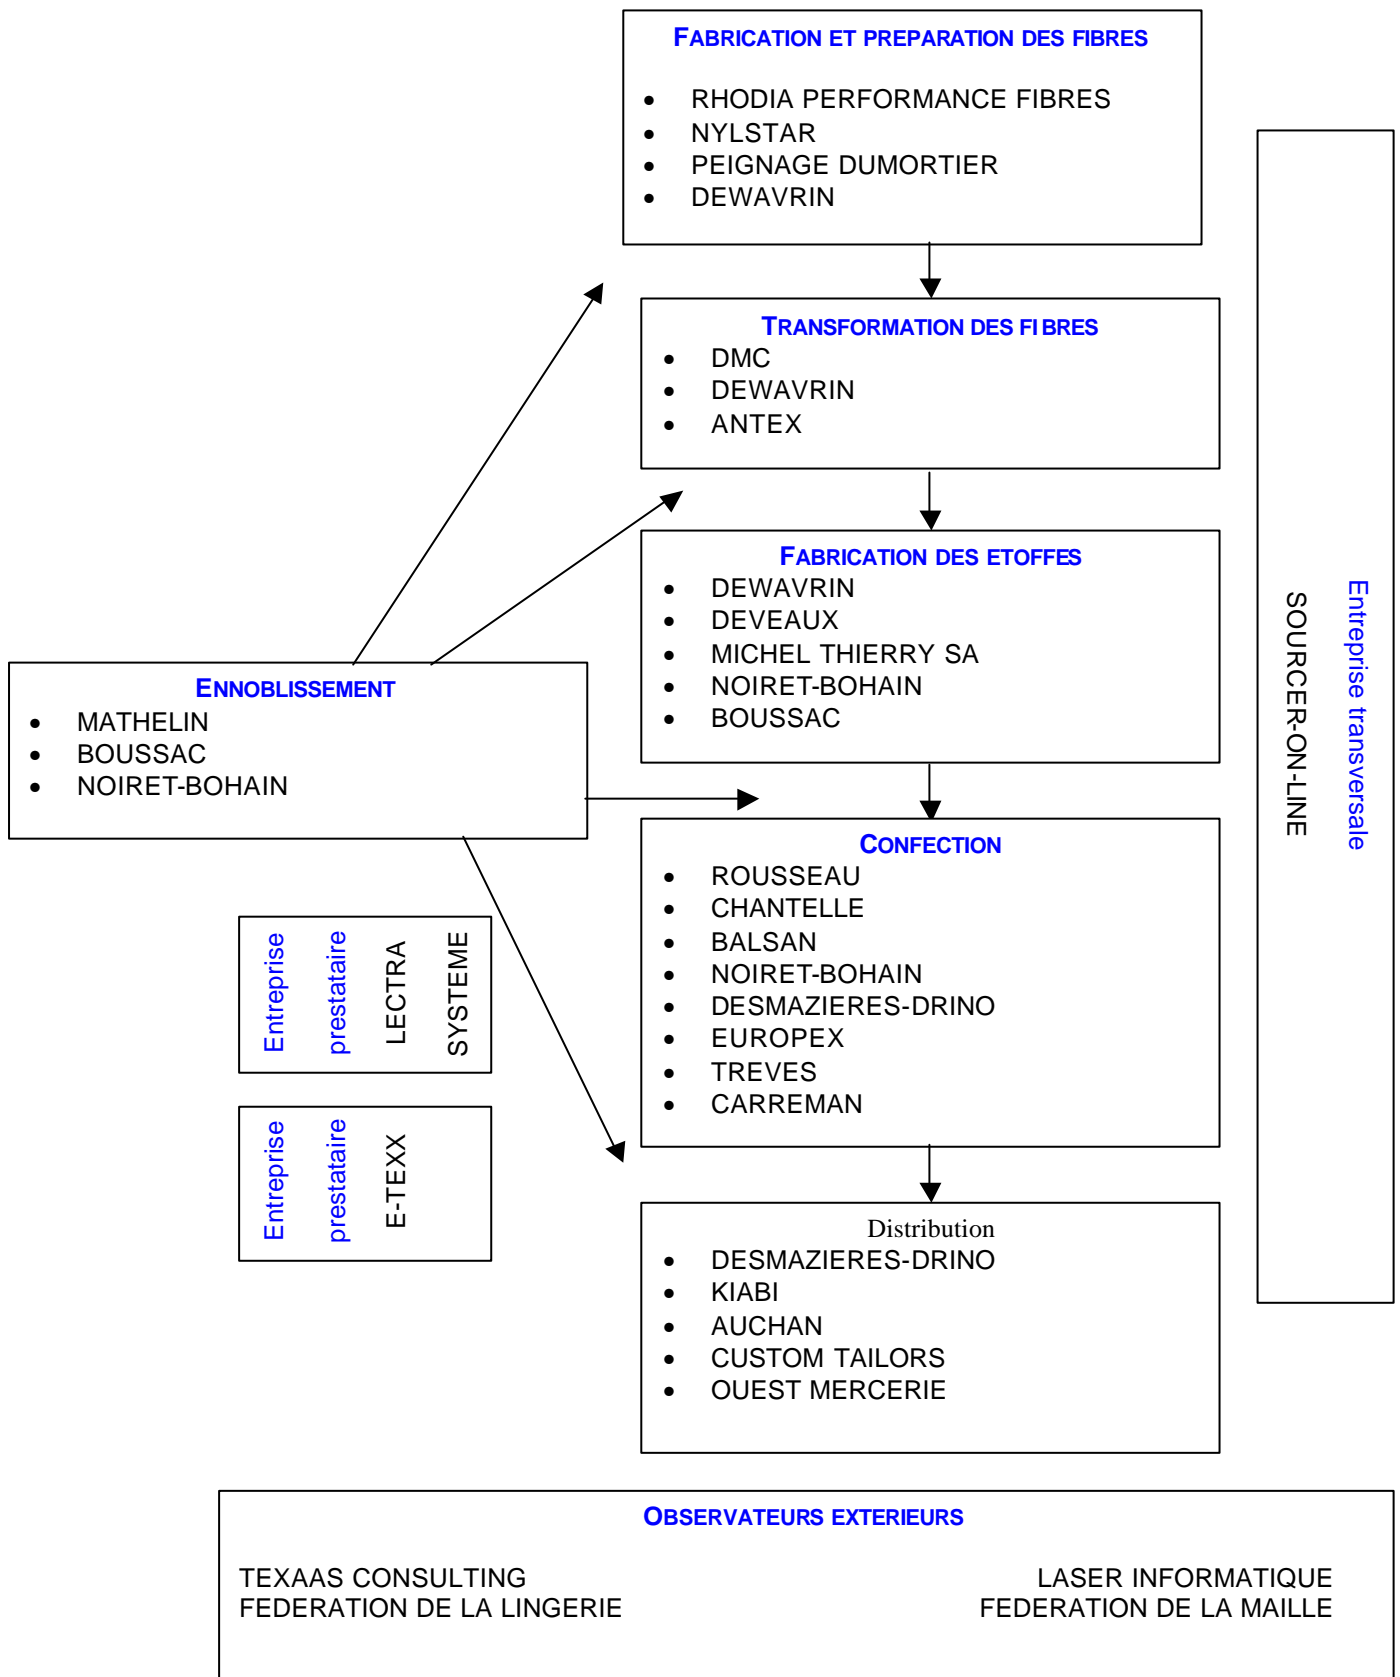 FABRICATION ET PREPARATION DES FIBRES
• RHODIA PERFORMANCE FIBRES
• NYLSTAR
• PEIGNAGE DUMORTIER
• DEWAVRIN
TRANSFORMATION DES FIBRES
• DMC
• DEWAVRIN
• ANTEX
FABRICATION DES ETOFFES
• DEWAVRIN
• DEVEAUX
• MICHEL THIERRY SA
• NOIRET-BOHAIN
• BOUSSAC
ENNOBLISSEMENT
• MATHELIN
• BOUSSAC
• NOIRET-BOHAIN
CONFECTION
• ROUSSEAU
• CHANTELLE
• BALSAN
• NOIRET-BOHAIN
• DESMAZIERES-DRINO
• EUROPEX
• TREVES
• CARREMAN
Entreprise
prestataire
LECTRA
SYSTEME
Entreprise
prestataire
E-TEXX
Distribution
• DESMAZIERES-DRINO
• KIABI
• AUCHAN
• CUSTOM TAILORS
• OUEST MERCERIE
Entreprise transversale
SOURCER-ON-LINE
OBSERVATEURS EXTERIEURS
TEXAAS CONSULTING LASER INFORMATIQUE
FEDERATION DE LA LINGERIE FEDERATION DE LA MAILLE